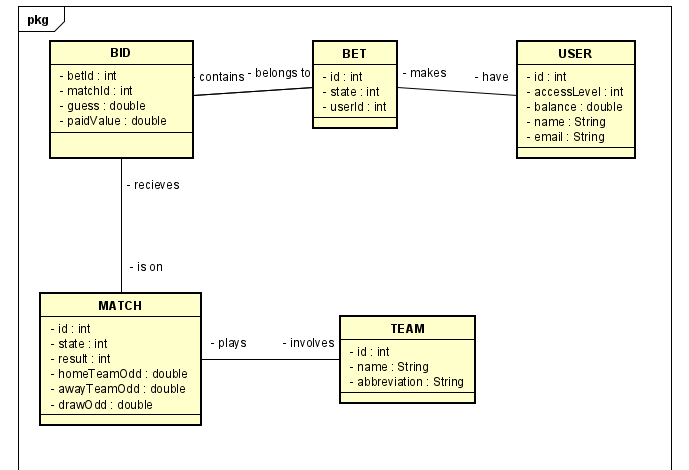 pkg
BID
- betId : int
- matchId : int
- guess : double
- paidValue : double
- contains
- belongs to
BET
- id : int
- state : int
- userId : int
- makes
- have
USER
- id : int
- accessLevel : int
- balance : double
- name : String
- email : String
- recieves
- is on
MATCH
- id : int
- state : int
- result : int
- homeTeamOdd : double
- awayTeamOdd : double
- drawOdd : double
- plays
- involves
TEAM
- id : int
- name : String
- abbreviation : String